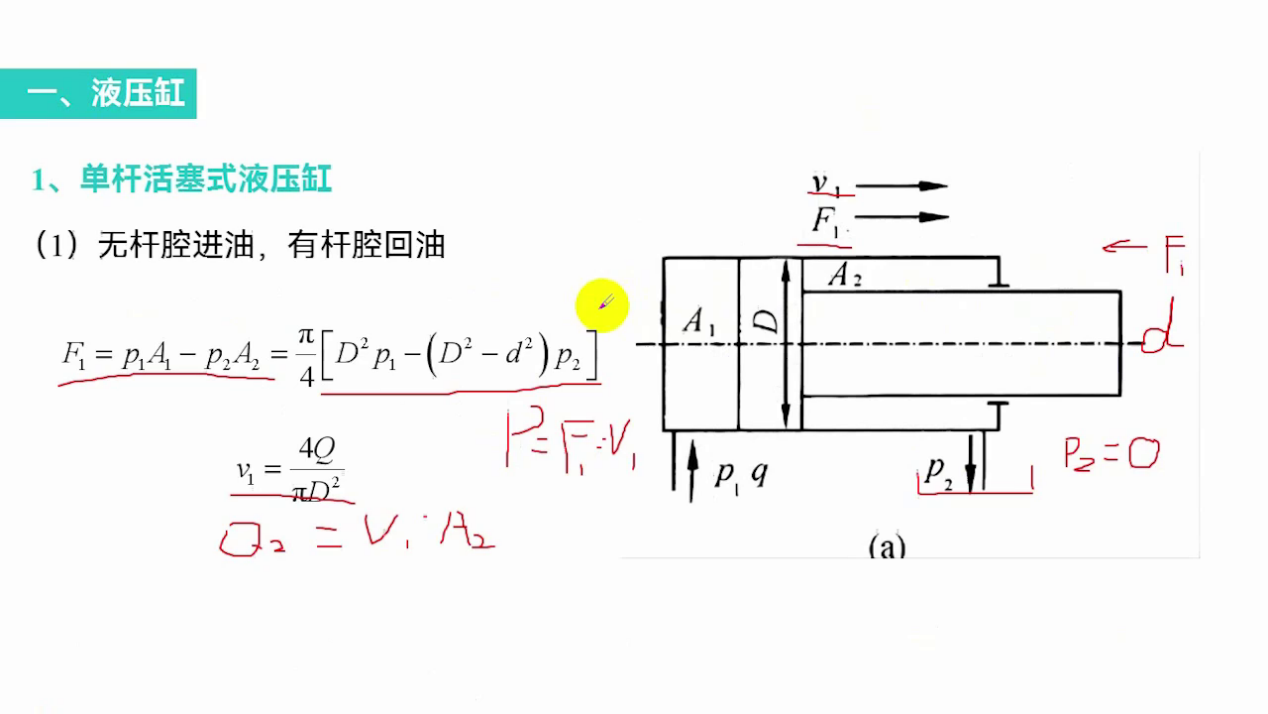 一、液压缸
1、单杆活塞式液压缸
（1）无杆腔进油，有杆腔回油
F₁ = p₁A₁ − p₂A₂ = π/4 [D²p₁ − (D² − d²)p₂]
v₁ = 4Q/πD²
Q₂ = V₁·A₂
P = F₁·V₁
v₁
F₁
← F₁
A₂
A₁
D
d
p₁ q
p₂
P₂=0
(a)